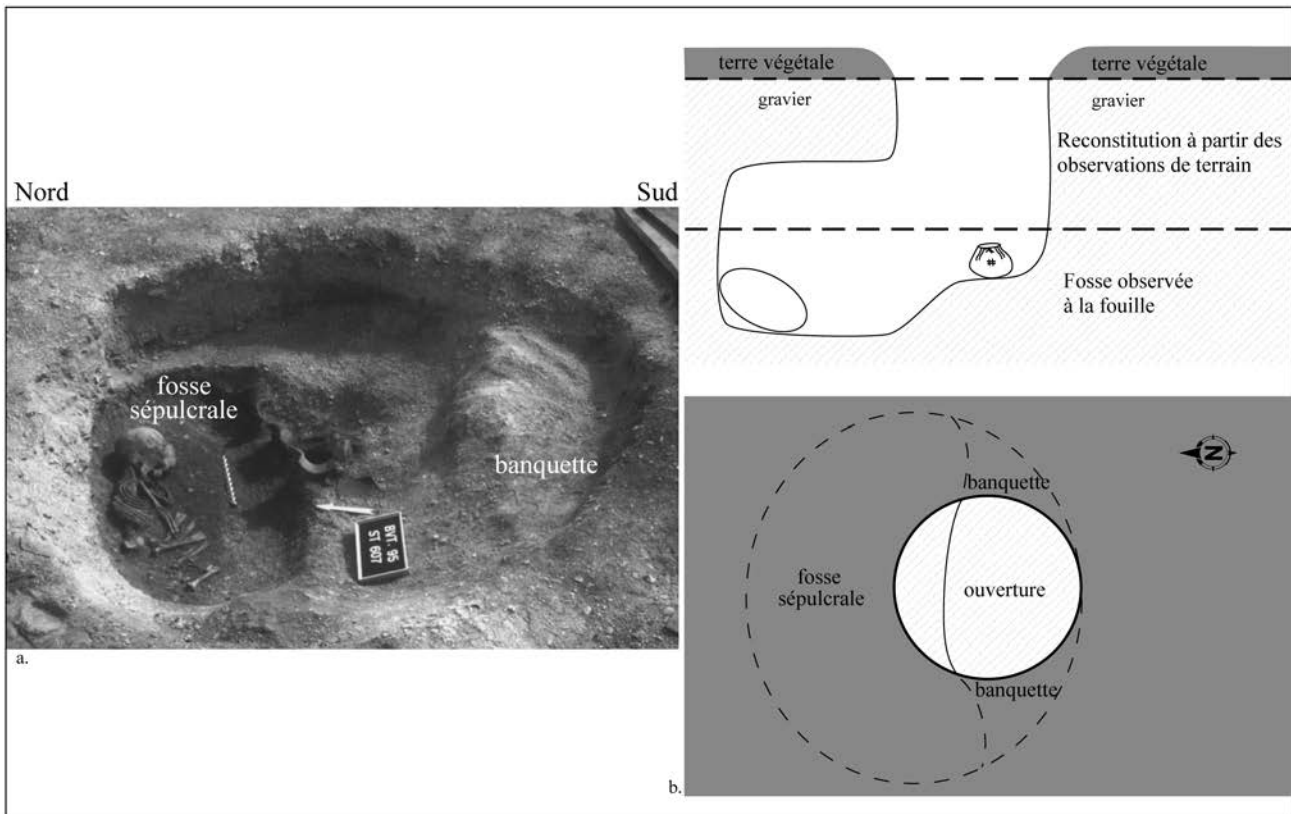 Nord
Sud
fosse
sépulcrale
banquette
BVT. 95
ST 607
a.
terre végétale
terre végétale
gravier
gravier
Reconstitution à partir des
observations de terrain
Fosse observée
à la fouille
N
banquette
fosse
sépulcrale
ouverture
banquette
b.